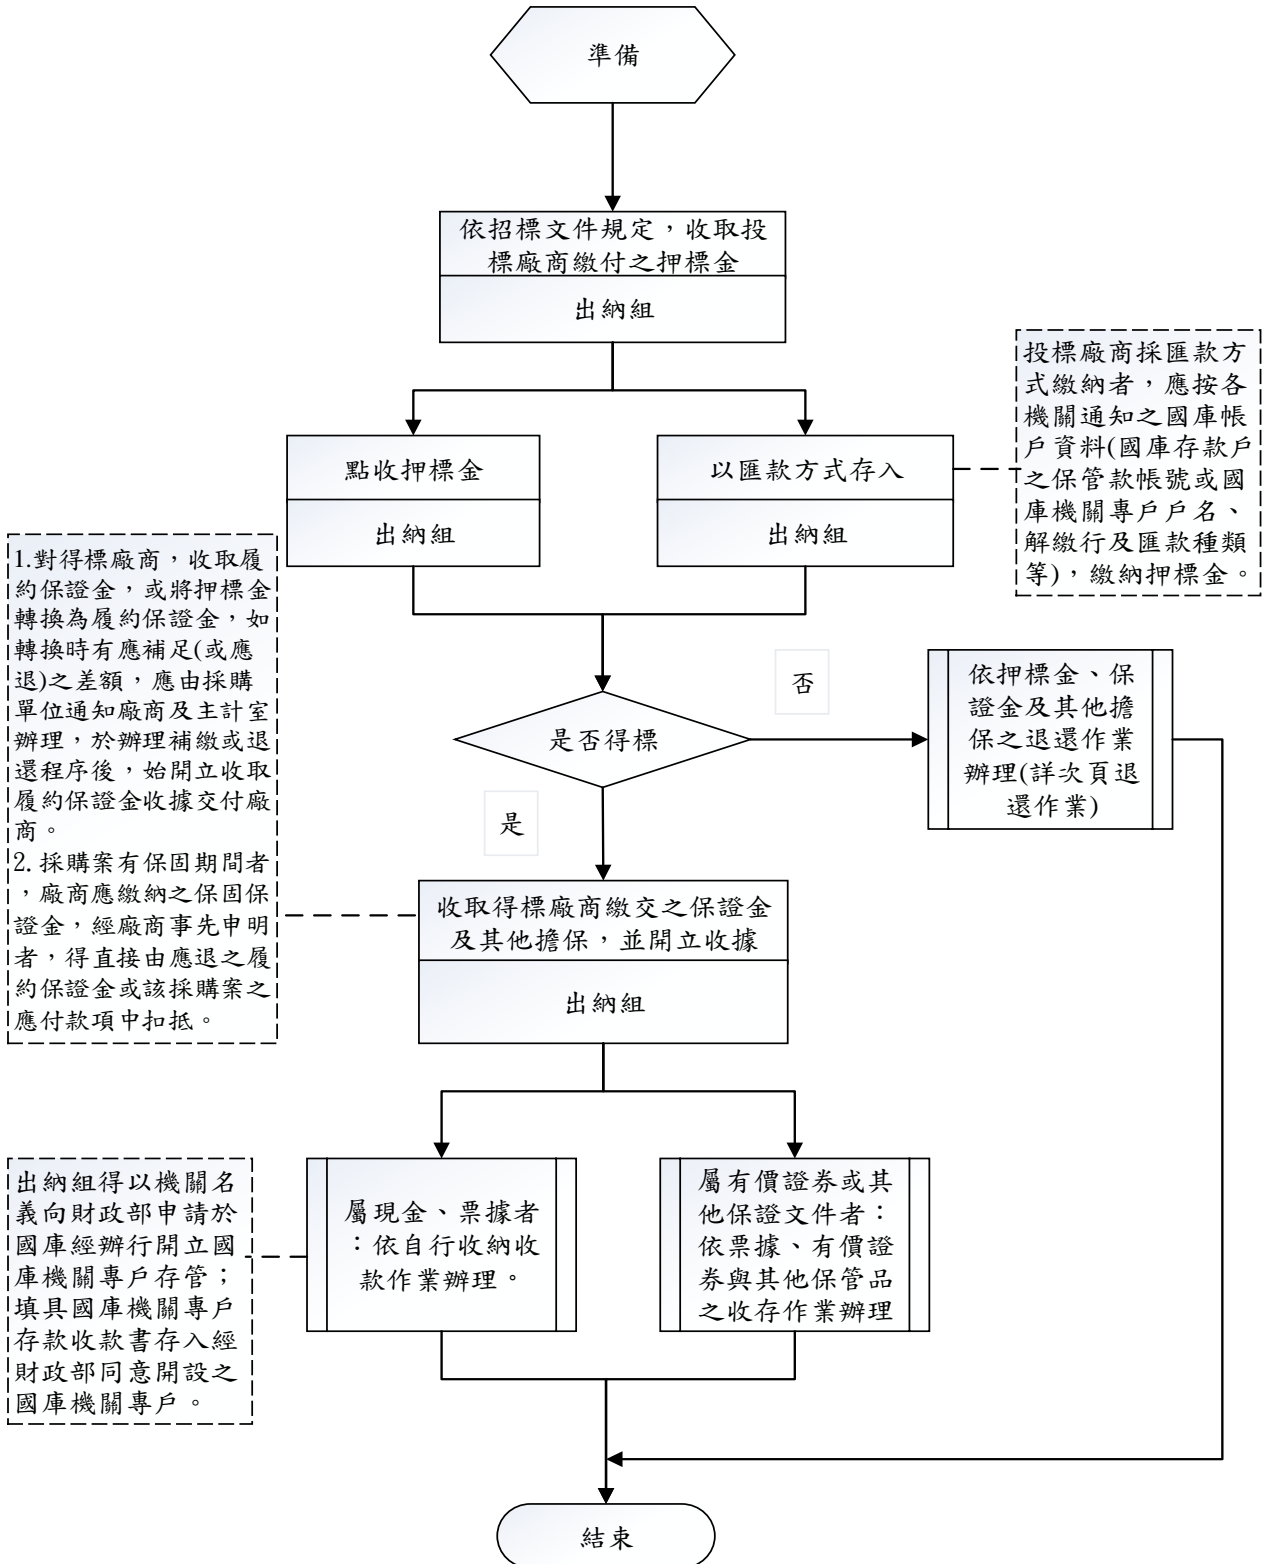 準備
依招標文件規定，收取投
標廠商繳付之押標金
出納組
投標廠商採匯款方
式繳納者，應按各
機關通知之國庫帳
戶資料(國庫存款戶
之保管款帳號或國
庫機關專戶戶名、
解繳行及匯款種類
等)，繳納押標金。
點收押標金
出納組
以匯款方式存入
出納組
1.對得標廠商，收取履
約保證金，或將押標金
轉換為履約保證金，如
轉換時有應補足(或應
退)之差額，應由採購
單位通知廠商及主計室
辦理，於辦理補繳或退
還程序後，始開立收取
履約保證金收據交付廠
商。
2.採購案有保固期間者
，廠商應繳納之保固保
證金，經廠商事先申明
者，得直接由應退之履
約保證金或該採購案之
應付款項中扣抵。
是否得標
否
依押標金、保
證金及其他擔
保之退還作業
辦理(詳次頁退
還作業)
是
收取得標廠商繳交之保證金
及其他擔保，並開立收據
出納組
出納組得以機關名
義向財政部申請於
國庫經辦行開立國
庫機關專戶存管；
填具國庫機關專戶
存款收款書存入經
財政部同意開設之
國庫機關專戶。
屬現金、票據者
：依自行收納收
款作業辦理。
屬有價證券或其
他保證文件者：
依票據、有價證
券與其他保管品
之收存作業辦理
結束